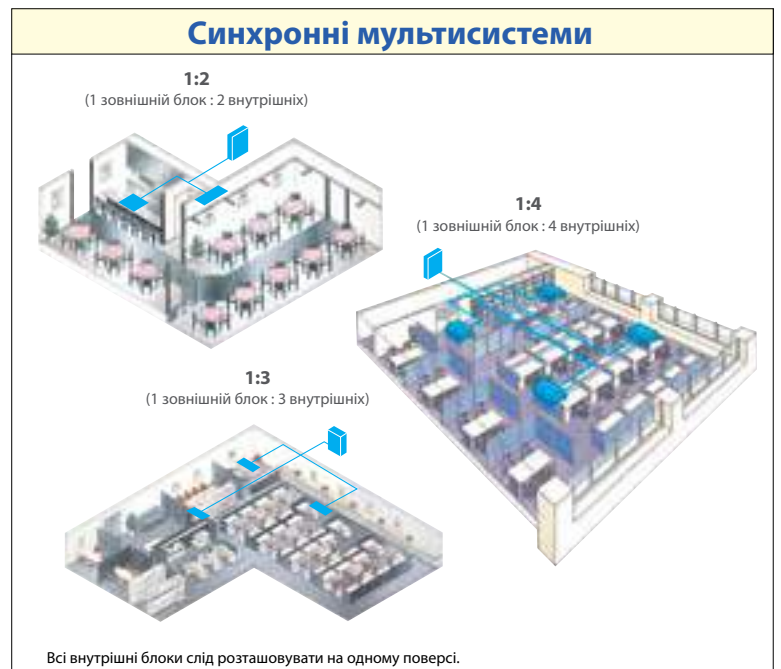 Синхронні мультисистеми
1:2
(1 зовнішній блок : 2 внутрішніх)
1:4
(1 зовнішній блок : 4 внутрішніх)
1:3
(1 зовнішній блок : 3 внутрішніх)
Всі внутрішні блоки слід розташовувати на одному поверсі.